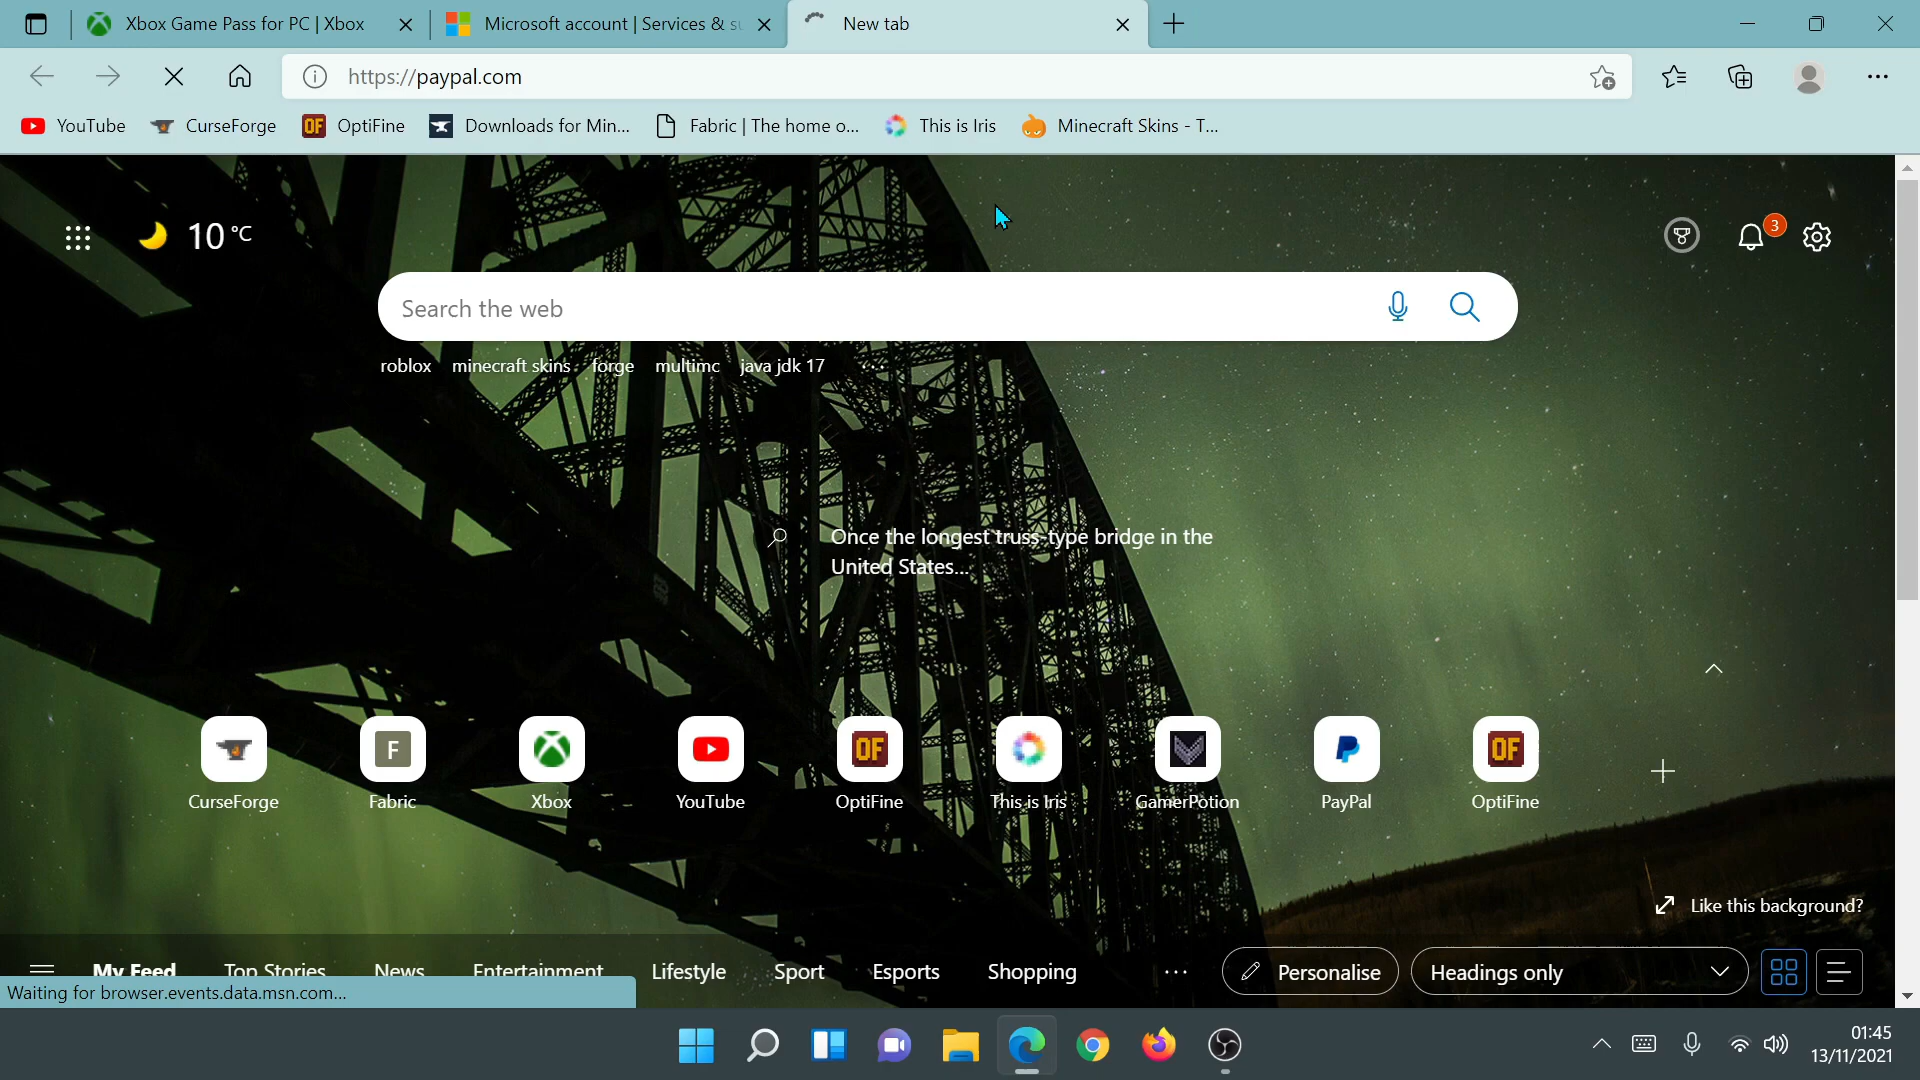 Xbox Game Pass for PC | Xbox
Microsoft account | Services & su
New tab
https://paypal.com
YouTube
CurseForge
OptiFine
Downloads for Min...
Fabric | The home o...
This is Iris
Minecraft Skins - T...
10 °C
3
Search the web
roblox minecraft skins forge multimc java jdk 17 ...
Once the longest truss-type bridge in the
United States...
CurseForge
F
Fabric
Xbox
YouTube
OF
OptiFine
This is Iris
GamerPotion
PayPal
OF
OptiFine
Like this background?
My Feed Top Stories News Entertainment Lifestyle Sport Esports Shopping ...
Personalise
Headings only
Waiting for browser.events.data.msn.com...
01:45
13/11/2021